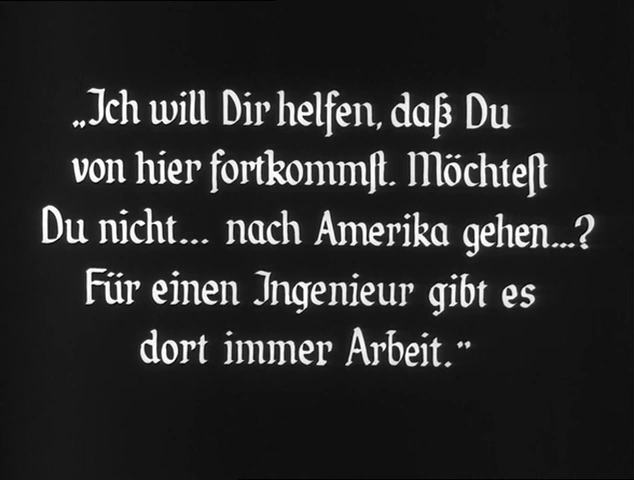 „Ich will Dir helfen, daß Du
von hier fortkommst. Möchtest
Du nicht... nach Amerika gehen...?
Für einen Ingenieur gibt es
dort immer Arbeit.”